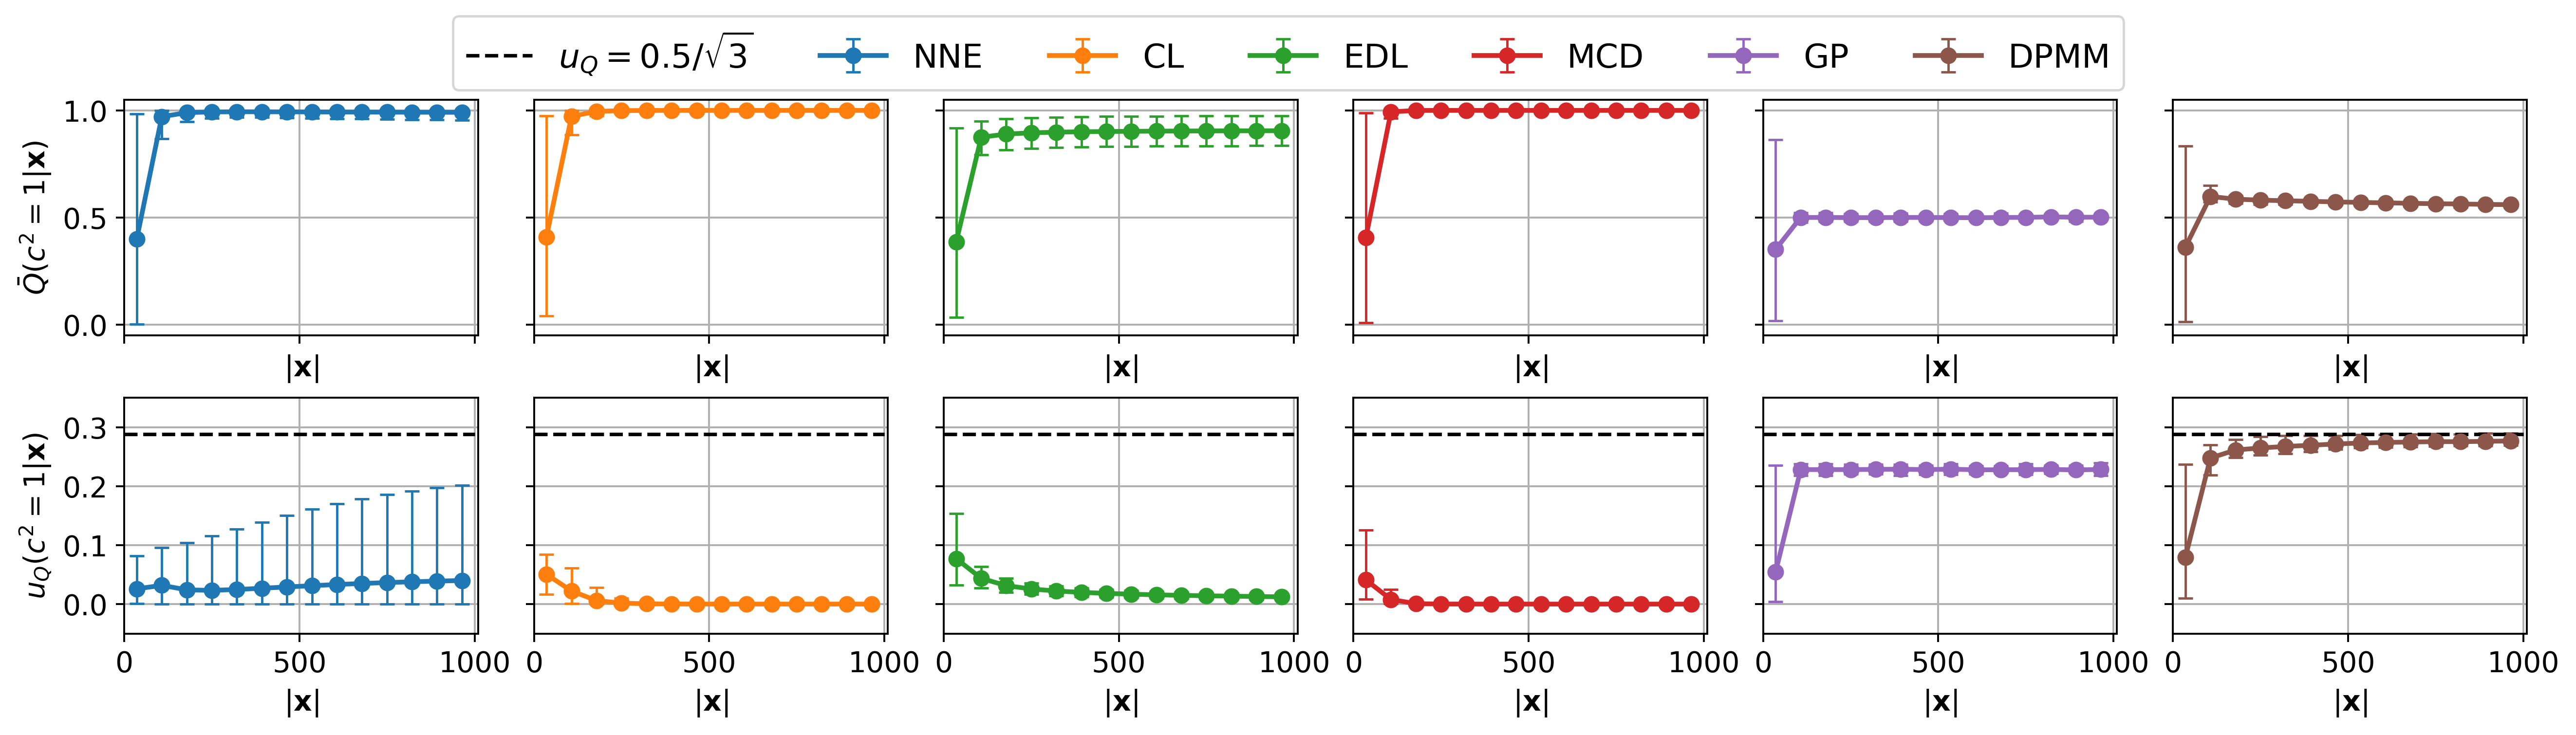 u_Q = 0.5/√3 NNE CL EDL MCD GP DPMM
Q̄(c² = 1|x)
1.0
0.5
0.0
|x| |x| |x| |x| |x| |x|
u_Q(c² = 1|x)
0.3
0.2
0.1
0.0
0 500 1000 0 500 1000 0 500 1000 0 500 1000 0 500 1000 0 500 1000
|x| |x| |x| |x| |x| |x|